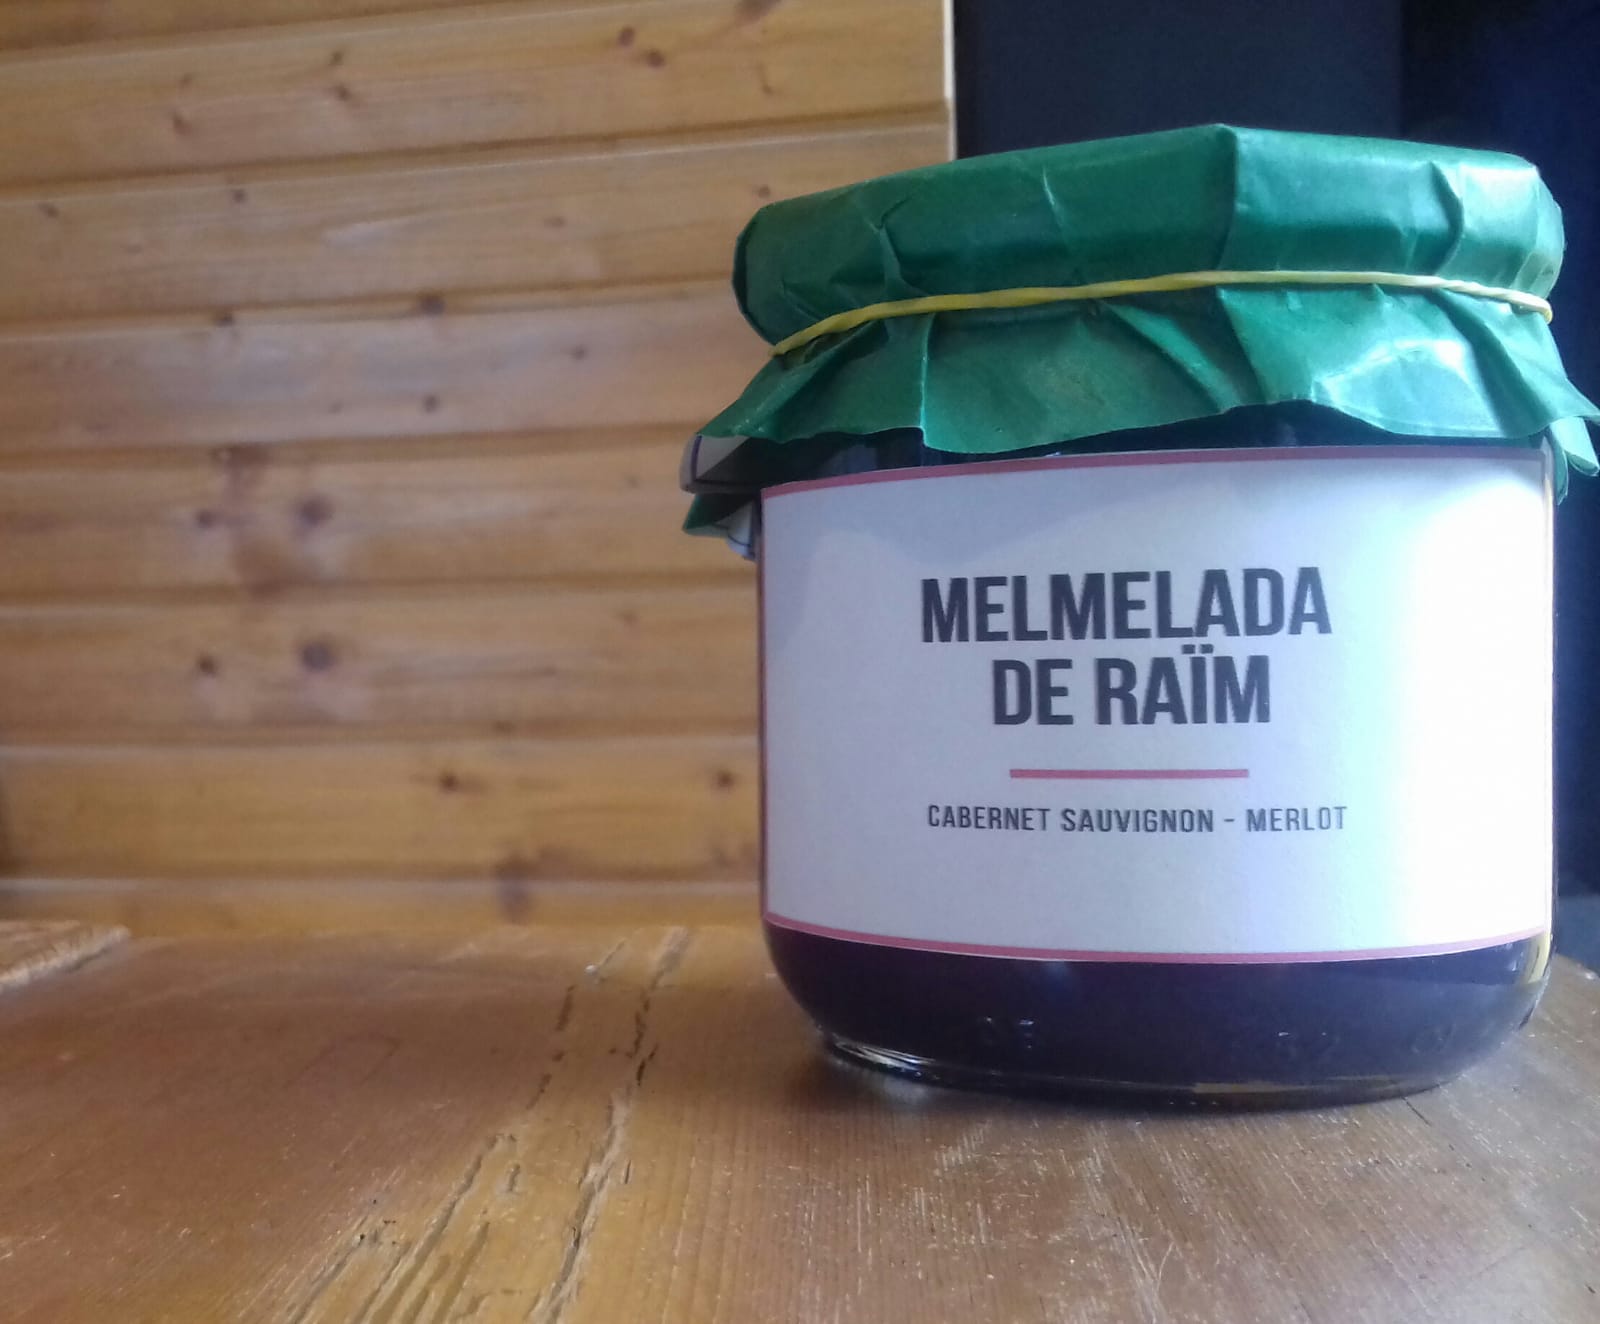 MELMELADA
DE RAÏM
CABERNET SAUVIGNON - MERLOT